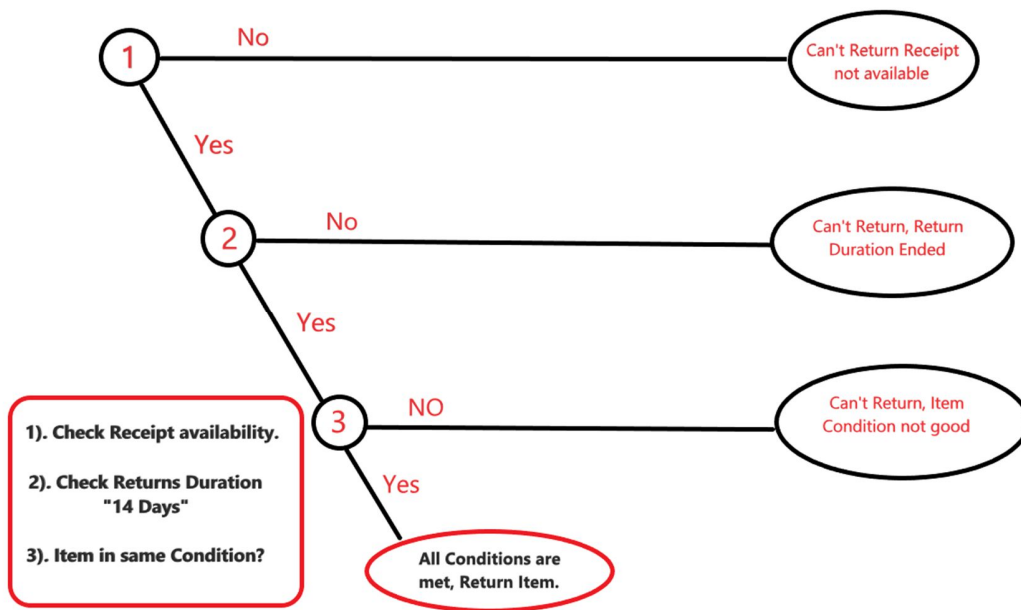 1
No
Can't Return Receipt
not available
Yes
2
No
Can't Return, Return
Duration Ended
Yes
3
NO
Can't Return, Item
Condition not good
Yes
All Conditions are
met, Return Item.
1). Check Receipt availability.
2). Check Returns Duration
"14 Days"
3). Item in same Condition?